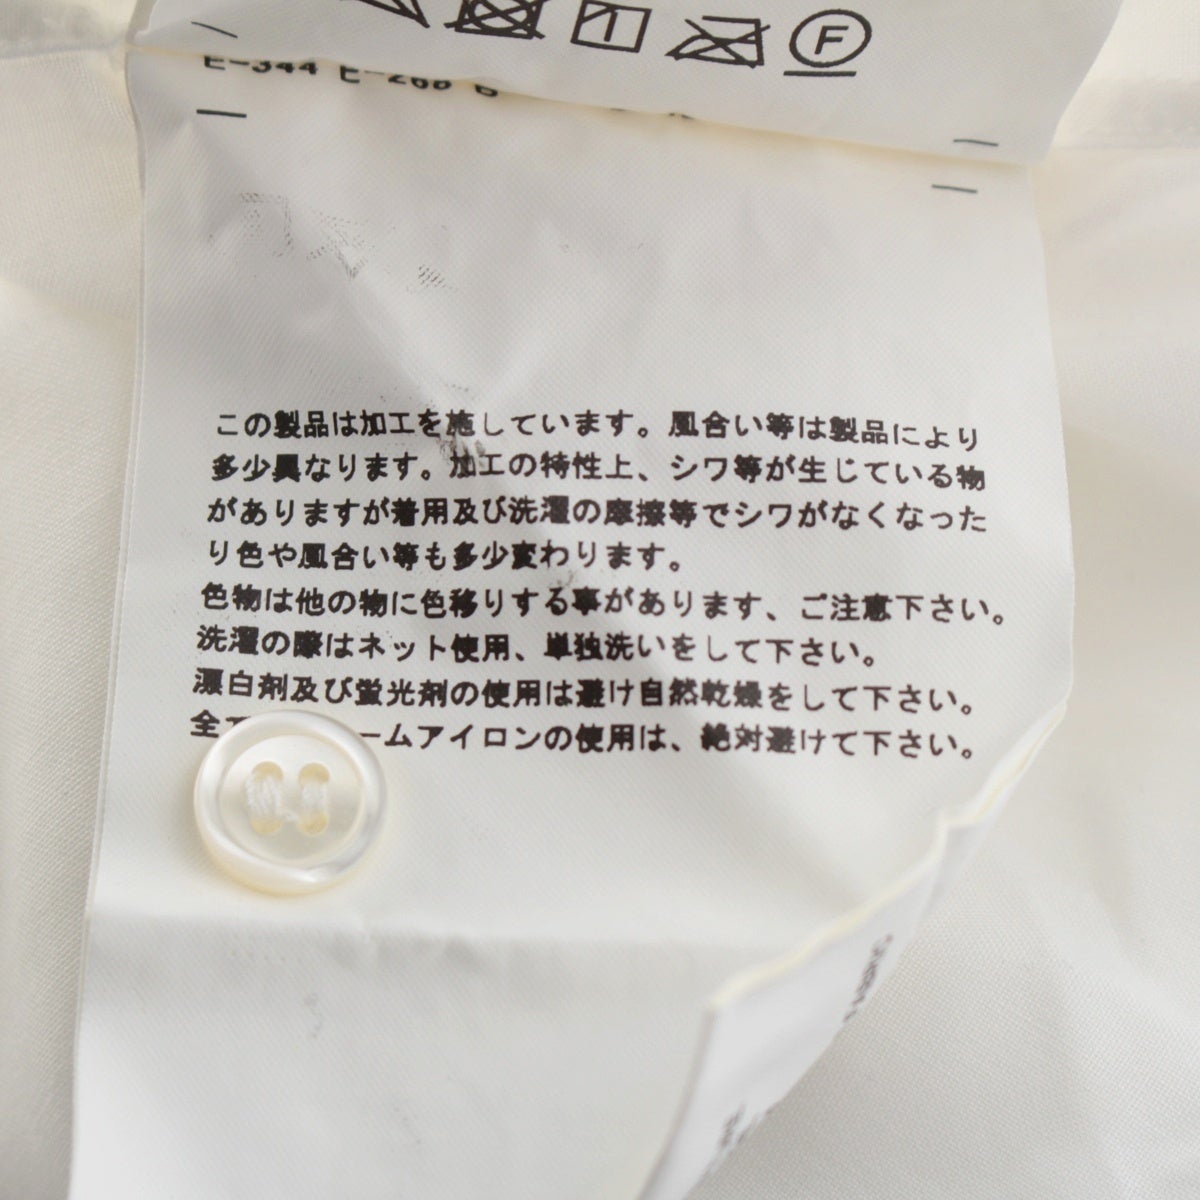 F
E-344 E-268
この製品は加工を施しています。風合い等は製品により
多少異なります。加工の特性上、シワ等が生じている物
がありますが着用及び洗濯の摩擦等でシワがなくなった
り色や風合い等も多少変わります。
色物は他の物に色移りする事があります、ご注意下さい。
洗濯の際はネット使用、単独洗いをして下さい。
漂白剤及び蛍光剤の使用は避け自然乾燥をして下さい。
全て ームアイロンの使用は、絶対避けて下さい。